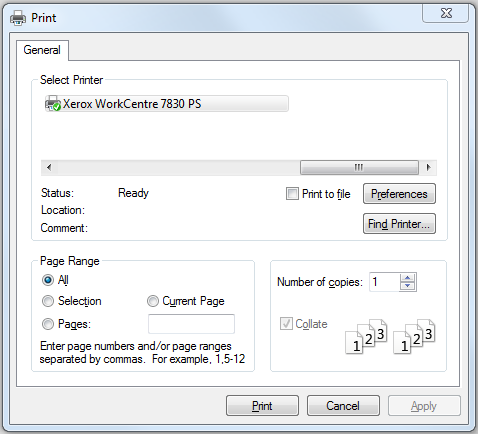 Print
General
Select Printer
Xerox WorkCentre 7830 PS
Status: Ready
Print to file
Preferences
Location:
Comment:
Find Printer...
Page Range
All
Selection
Current Page
Pages:
Enter page numbers and/or page ranges
separated by commas. For example, 1,5-12
Number of copies: 1
Collate
1 2 3 1 2 3
Print
Cancel
Apply